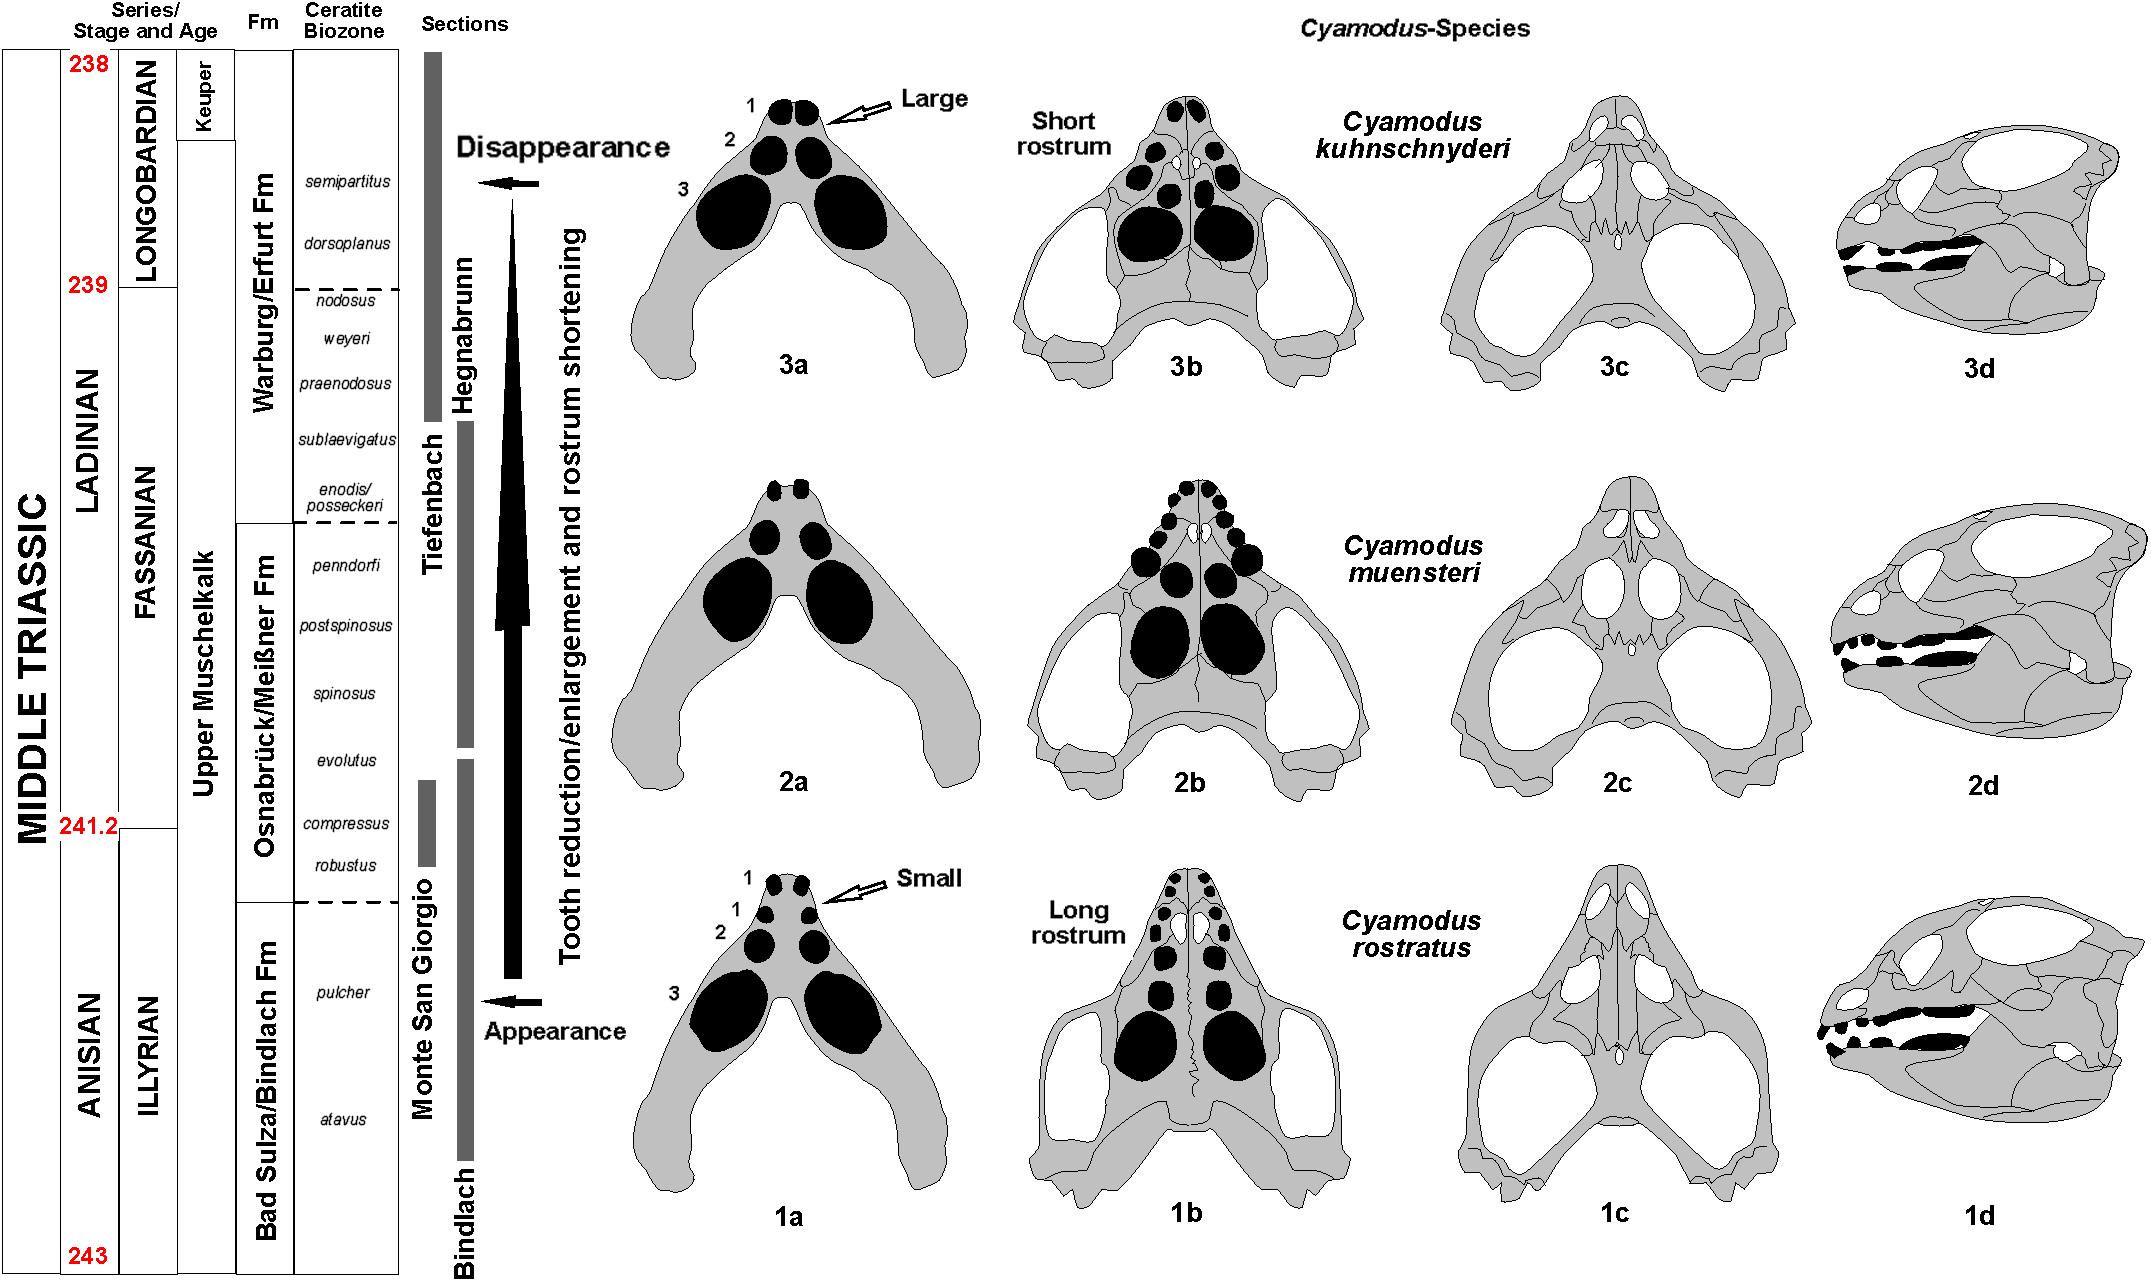 Series/
Stage and Age
Fm
Ceratite
Biozone
Sections
Cyamodus-Species
MIDDLE TRIASSIC
238
239
241.2
243
LADINIAN
ANISIAN
LONGOBARDIAN
FASSANIAN
ILLYRIAN
Keuper
Upper Muschelkalk
Warburg/Erfurt Fm
Osnabrück/Meißner Fm
Bad Sulza/Bindlach Fm
semipartitus
dorsoplanus
nodosus
weyeri
praenodosus
sublaevigatus
enodis/
posseckeri
penndorfi
postspinosus
spinosus
evolutus
compressus
robustus
pulcher
atavus
Tiefenbach
Hegnabrunn
Monte San Giorgio
Bindlach
Disappearance
Appearance
Tooth reduction/enlargement and rostrum shortening
1
2
3
Large
3a
Short
rostrum
3b
Cyamodus
kuhnschnyderi
3c
3d
2a
2b
Cyamodus
muensteri
2c
2d
1
1
2
3
Small
1a
Long
rostrum
1b
Cyamodus
rostratus
1c
1d